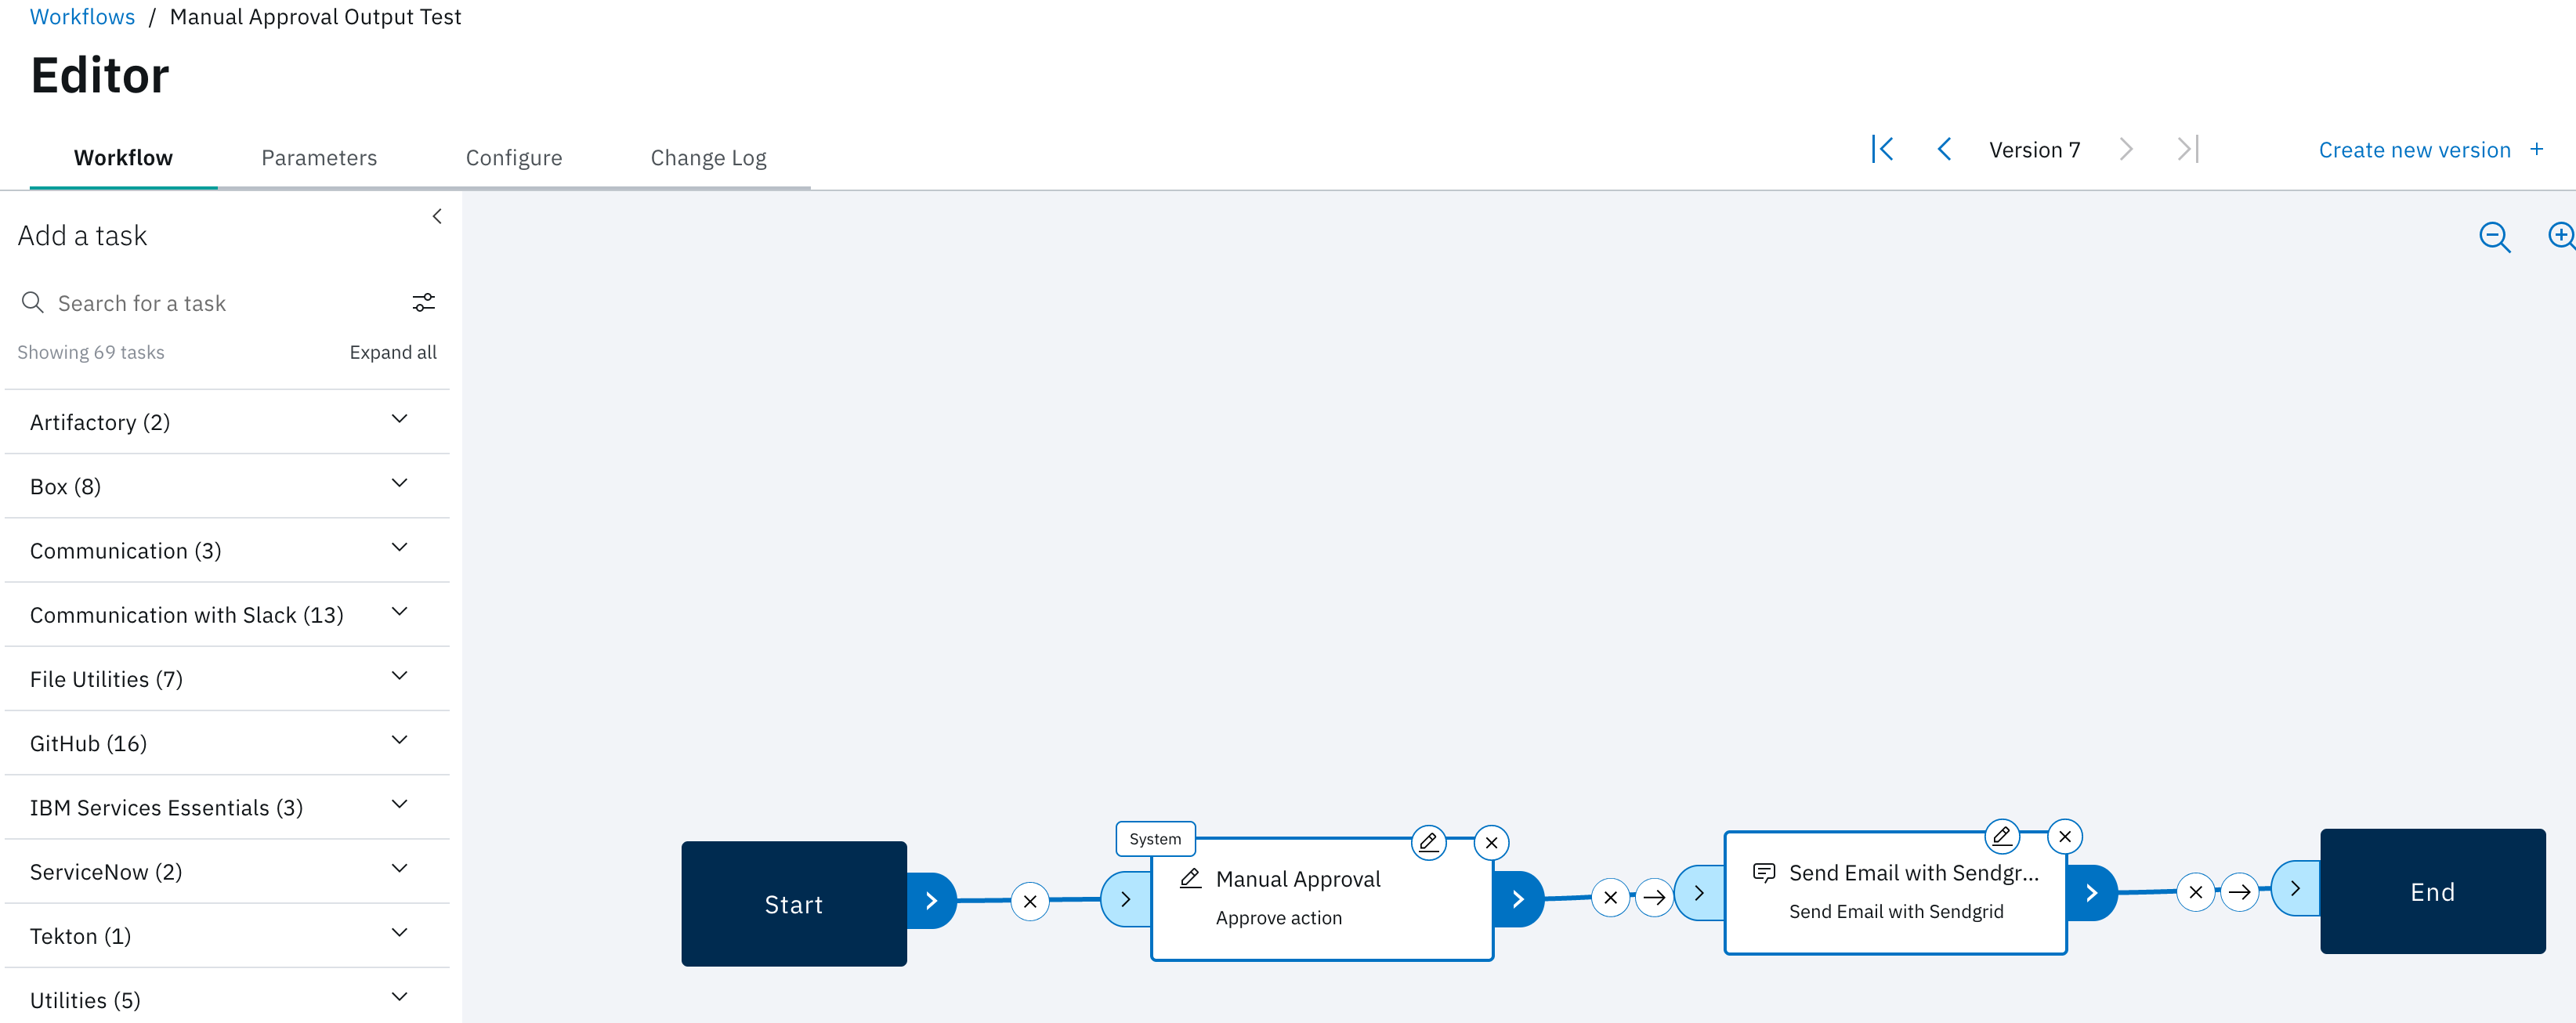 Workflows / Manual Approval Output Test
Editor
Workflow Parameters Configure Change Log
Version 7
Create new version +
Add a task
Search for a task
Showing 69 tasks Expand all
Artifactory (2)
Box (8)
Communication (3)
Communication with Slack (13)
File Utilities (7)
GitHub (16)
IBM Services Essentials (3)
ServiceNow (2)
Tekton (1)
Utilities (5)
Start
System
Manual Approval
Approve action
Send Email with Sendgr...
Send Email with Sendgrid
End